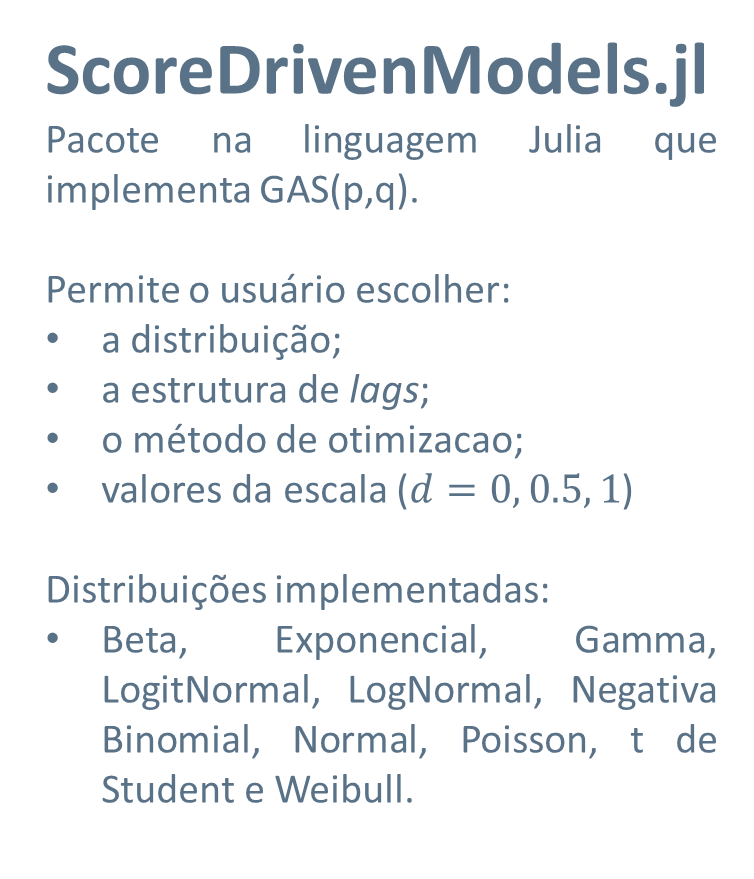 ScoreDrivenModels.jl
Pacote na linguagem Julia que
implementa GAS(p,q).
Permite o usuário escolher:
• a distribuição;
• a estrutura de lags;
• o método de otimizacao;
• valores da escala (d = 0, 0.5, 1)
Distribuições implementadas:
• Beta, Exponencial, Gamma,
LogitNormal, LogNormal, Negativa
Binomial, Normal, Poisson, t de
Student e Weibull.